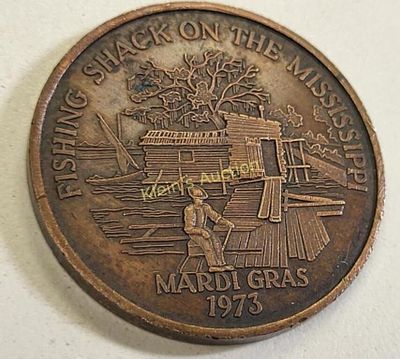 FISHING SHACK ON THE MISSISSIPPI
Klein's Auction
MARDI GRAS
1973